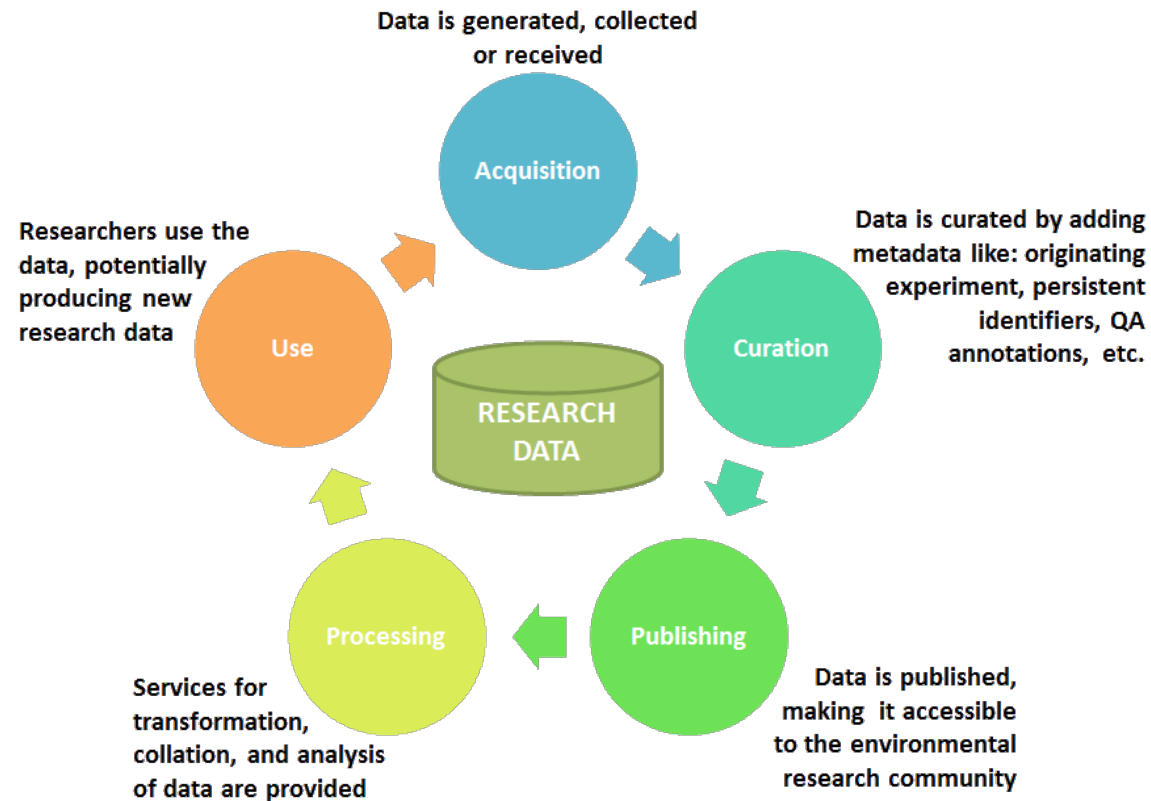 Data is generated, collected
or received
Acquisition
Data is curated by adding
metadata like: originating
experiment, persistent
identifiers, QA
annotations, etc.
Curation
Researchers use the
data, potentially
producing new
research data
Use
RESEARCH
DATA
Publishing
Data is published,
making it accessible
to the environmental
research community
Processing
Services for
transformation,
collation, and analysis
of data are provided